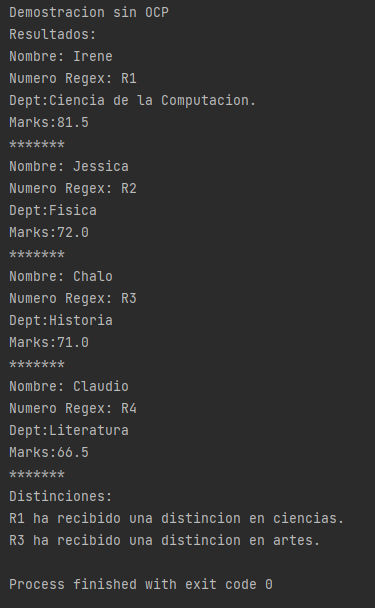 Demostracion sin OCP
Resultados:
Nombre: Irene
Numero Regex: R1
Dept:Ciencia de la Computacion.
Marks:81.5
*******
Nombre: Jessica
Numero Regex: R2
Dept:Fisica
Marks:72.0
*******
Nombre: Chalo
Numero Regex: R3
Dept:Historia
Marks:71.0
*******
Nombre: Claudio
Numero Regex: R4
Dept:Literatura
Marks:66.5
*******
Distinciones:
R1 ha recibido una distincion en ciencias.
R3 ha recibido una distincion en artes.

Process finished with exit code 0